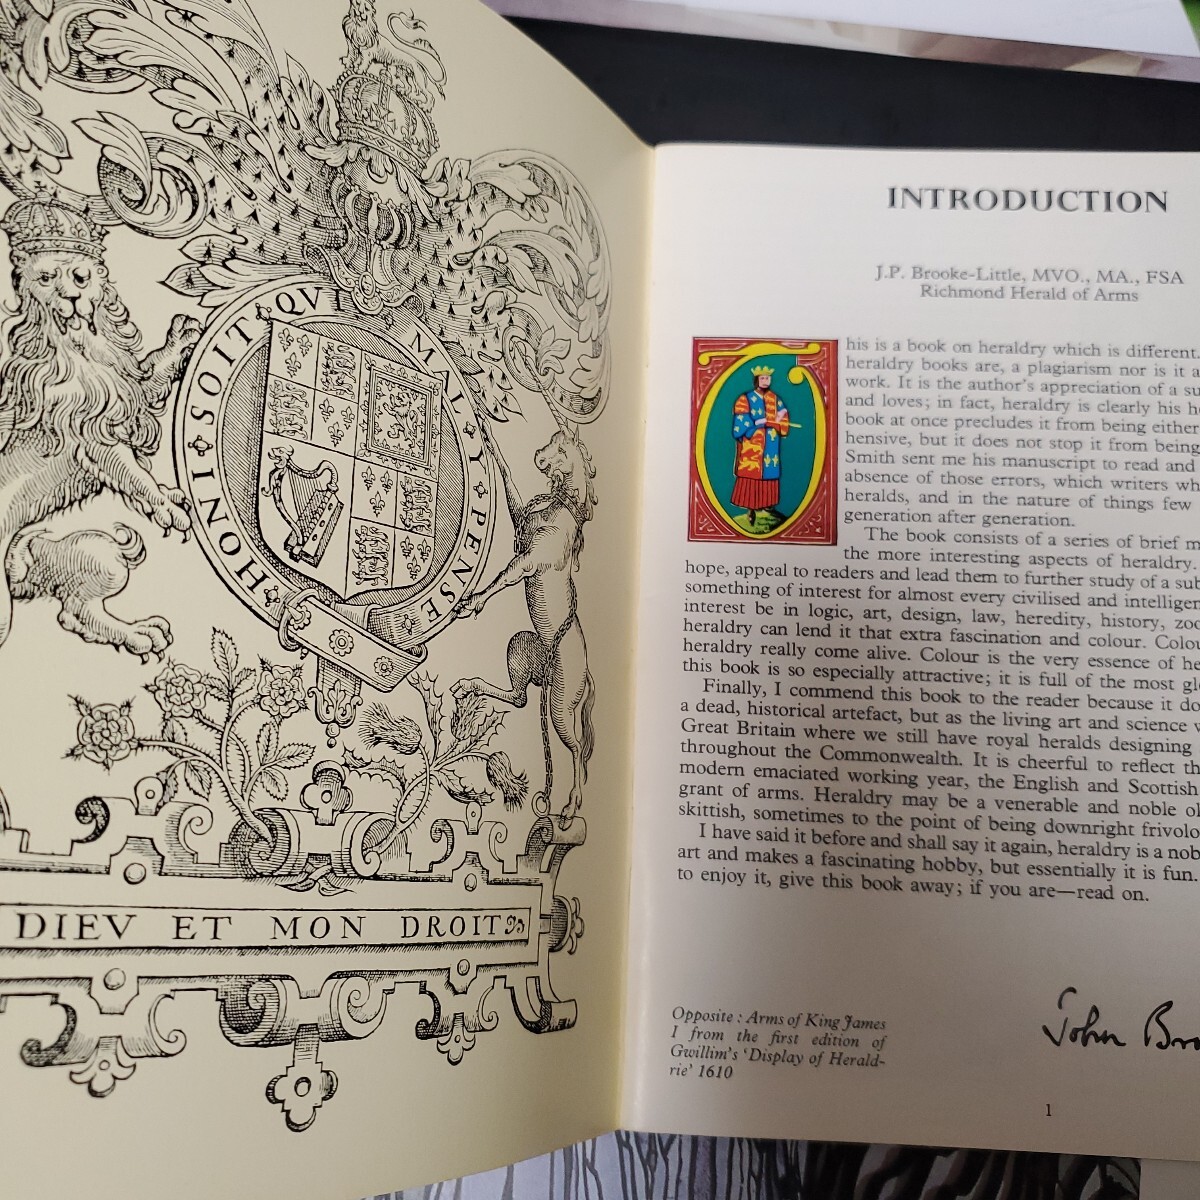 HONI SOIT QVI MAL Y PENSE
DIEV ET MON DROIT
INTRODUCTION
J.P. Brooke-Little, MVO., MA., FSA
Richmond Herald of Arms
his is a book on heraldry which is different
heraldry books are, a plagiarism nor is it a
work. It is the author's appreciation of a su
and loves; in fact, heraldry is clearly his h
book at once precludes it from being either
hensive, but it does not stop it from being
Smith sent me his manuscript to read and
absence of those errors, which writers wh
heralds, and in the nature of things few
generation after generation.
The book consists of a series of brief m
the more interesting aspects of heraldry.
hope, appeal to readers and lead them to further study of a su
something of interest for almost every civilised and intelligen
interest be in logic, art, design, law, heredity, history, zoo
heraldry can lend it that extra fascination and colour. Colou
heraldry really come alive. Colour is the very essence of he
this book is so especially attractive; it is full of the most gl
Finally, I commend this book to the reader because it do
a dead, historical artefact, but as the living art and science
Great Britain where we still have royal heralds designing
throughout the Commonwealth. It is cheerful to reflect th
modern emaciated working year, the English and Scottish
grant of arms. Heraldry may be a venerable and noble
skittish, sometimes to the point of being downright frivolo
I have said it before and shall say it again, heraldry is a nob
art and makes a fascinating hobby, but essentially it is fun.
to enjoy it, give this book away; if you are—read on.
Opposite : Arms of King James
I from the first edition of
Gwillim's 'Display of Herald-
rie' 1610
John Bro
1